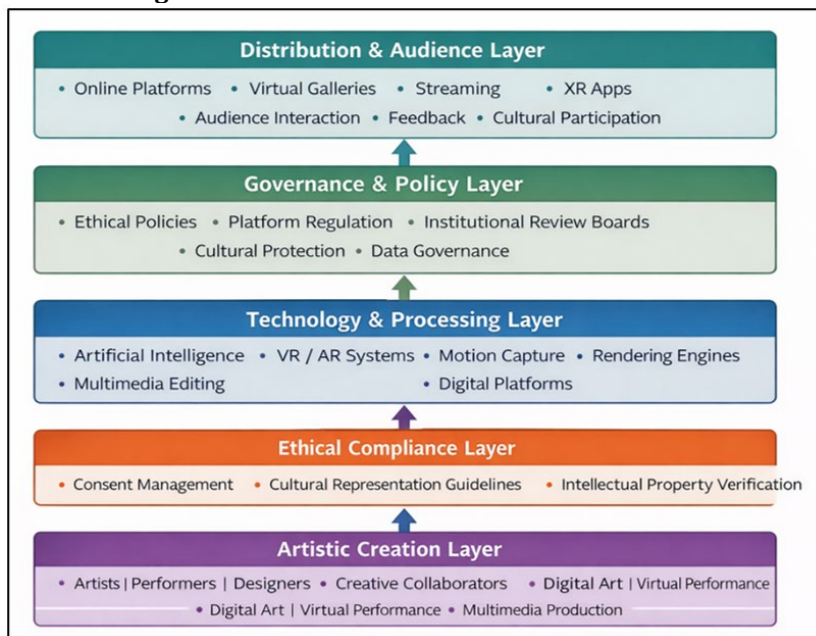 Distribution & Audience Layer
• Online Platforms • Virtual Galleries • Streaming • XR Apps
• Audience Interaction • Feedback • Cultural Participation
Governance & Policy Layer
• Ethical Policies • Platform Regulation • Institutional Review Boards
• Cultural Protection • Data Governance
Technology & Processing Layer
• Artificial Intelligence • VR / AR Systems • Motion Capture • Rendering Engines
• Multimedia Editing • Digital Platforms
Ethical Compliance Layer
• Consent Management • Cultural Representation Guidelines • Intellectual Property Verification
Artistic Creation Layer
• Artists | Performers | Designers • Creative Collaborators • Digital Art | Virtual Performance
• Digital Art | Virtual Performance • Multimedia Production